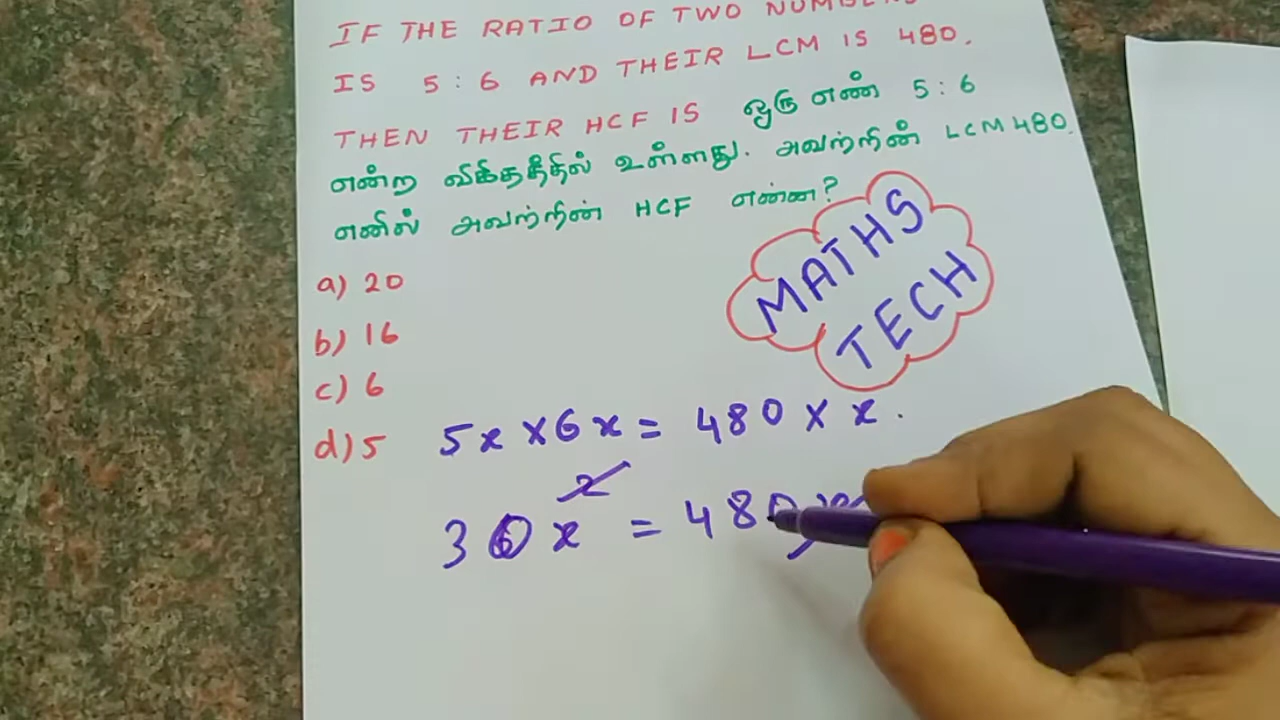 IF THE RATIO OF TWO NUMBERS
IS 5 : 6 AND THEIR LCM IS 480.
THEN THEIR HCF IS ஒரு எண் 5 : 6
என்ற விகிதத்தில் உள்ளது. அவற்றின் LCM 480.
எனில் அவற்றின் HCF என்ன?
MATHS
TECH
a) 20
b) 16
c) 6
d) 5
5x × 6x = 480 × x.
30x² = 480x